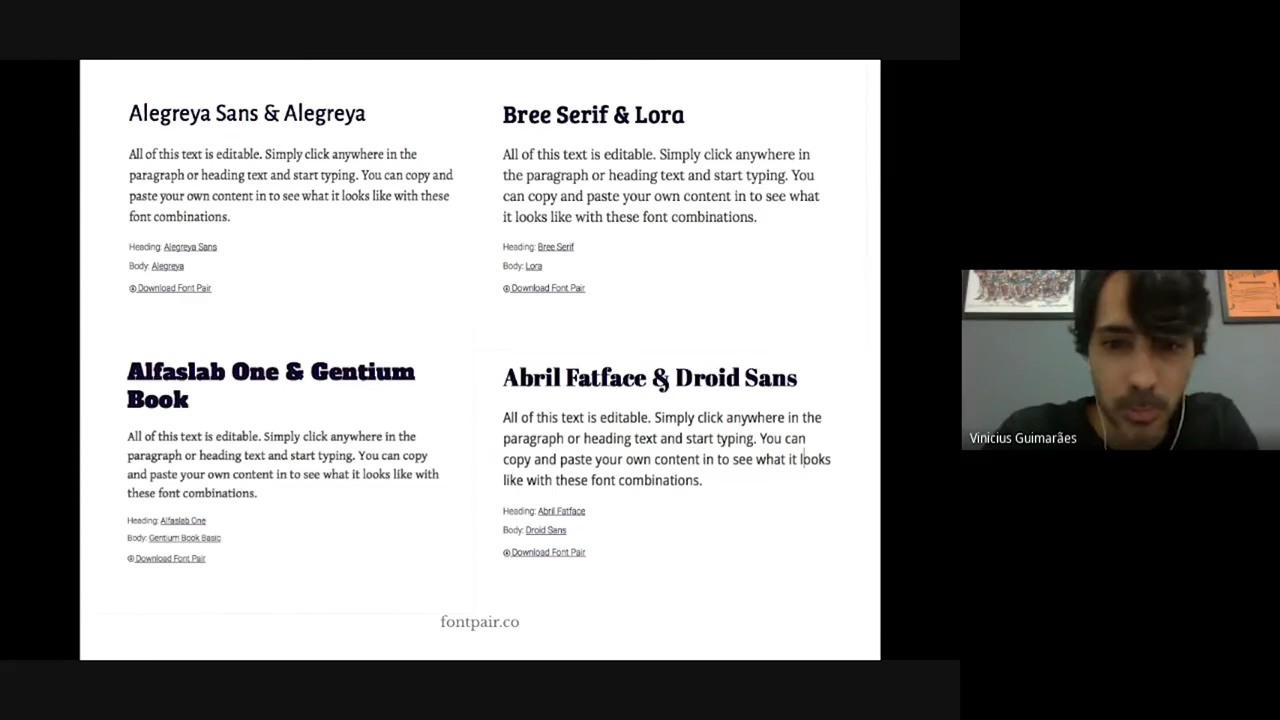 Alegreya Sans & Alegreya
All of this text is editable. Simply click anywhere in the
paragraph or heading text and start typing. You can copy and
paste your own content in to see what it looks like with these
font combinations.
Heading: Alegreya Sans
Body: Alegreya
Download Font Pair
Bree Serif & Lora
All of this text is editable. Simply click anywhere in
the paragraph or heading text and start typing. You
can copy and paste your own content in to see what
it looks like with these font combinations.
Heading: Bree Serif
Body: Lora
Download Font Pair
Alfaslab One & Gentium
Book
All of this text is editable. Simply click anywhere in the
paragraph or heading text and start typing. You can copy
and paste your own content in to see what it looks like with
these font combinations.
Heading: Alfaslab One
Body: Gentium Book Basic
Download Font Pair
Abril Fatface & Droid Sans
All of this text is editable. Simply click anywhere in the
paragraph or heading text and start typing. You can
copy and paste your own content in to see what it looks
like with these font combinations.
Heading: Abril Fatface
Body: Droid Sans
Download Font Pair
fontpair.co
Vinicius Guimarães